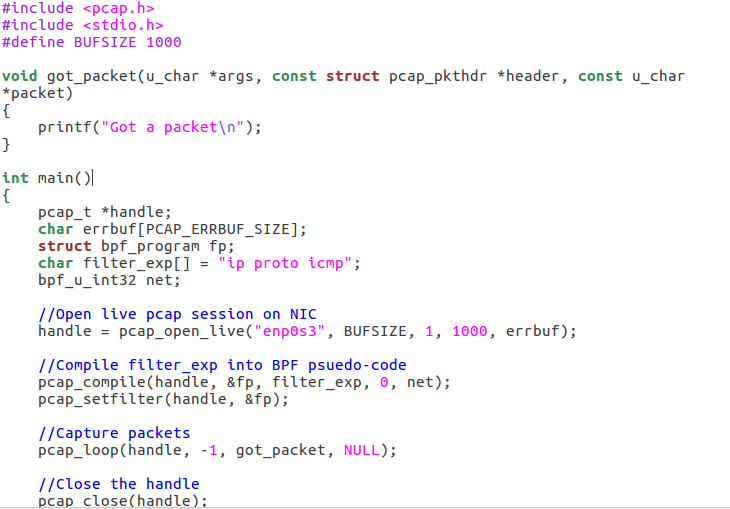 #include <pcap.h>
#include <stdio.h>
#define BUFSIZE 1000
void got_packet(u_char *args, const struct pcap_pkthdr *header, const u_char
*packet)
{
    printf("Got a packet\n");
}
int main()
{
    pcap_t *handle;
    char errbuf[PCAP_ERRBUF_SIZE];
    struct bpf_program fp;
    char filter_exp[] = "ip proto icmp";
    bpf_u_int32 net;
    //Open live pcap session on NIC
    handle = pcap_open_live("enp0s3", BUFSIZE, 1, 1000, errbuf);
    //Compile filter_exp into BPF psuedo-code
    pcap_compile(handle, &fp, filter_exp, 0, net);
    pcap_setfilter(handle, &fp);
    //Capture packets
    pcap_loop(handle, -1, got_packet, NULL);
    //Close the handle
    pcap_close(handle);